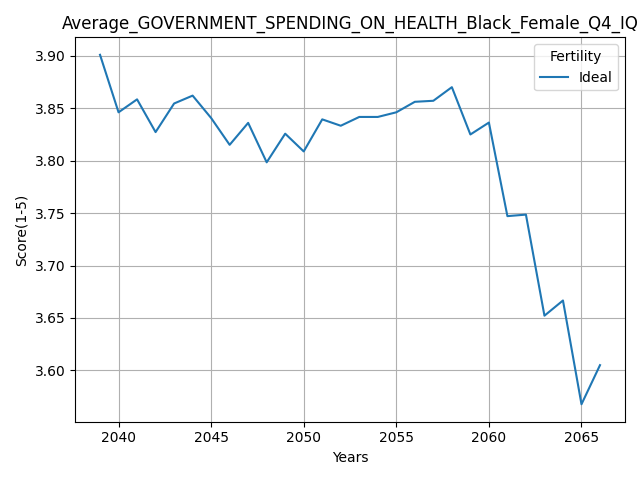 Average_GOVERNMENT_SPENDING_ON_HEALTH_Black_Female_Q4_IQ
Fertility
Ideal
Score(1-5)
3.90
3.85
3.80
3.75
3.70
3.65
3.60
2040 2045 2050 2055 2060 2065
Years